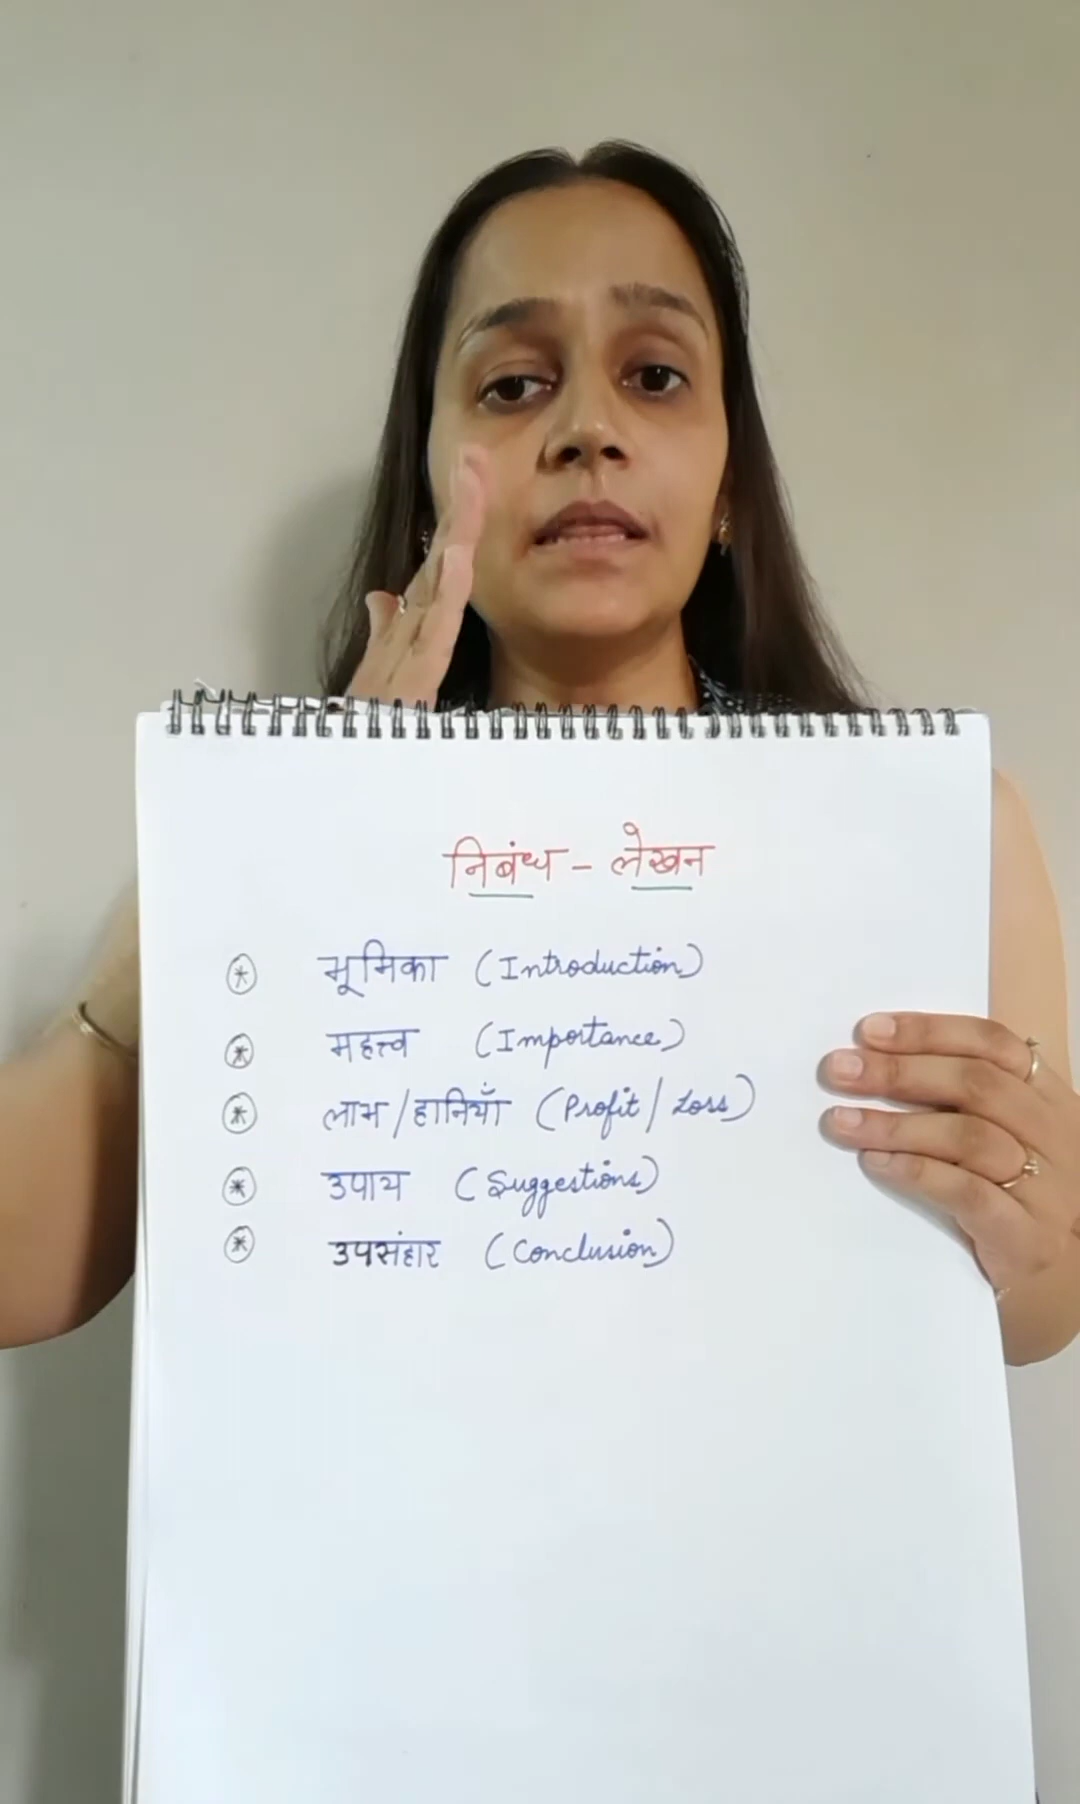 निबंध - लेखन
* भूमिका (Introduction)
* महत्त्व (Importance)
* लाभ/हानियाँ (Profit/Loss)
* उपाय (Suggestions)
* उपसंहार (Conclusion)